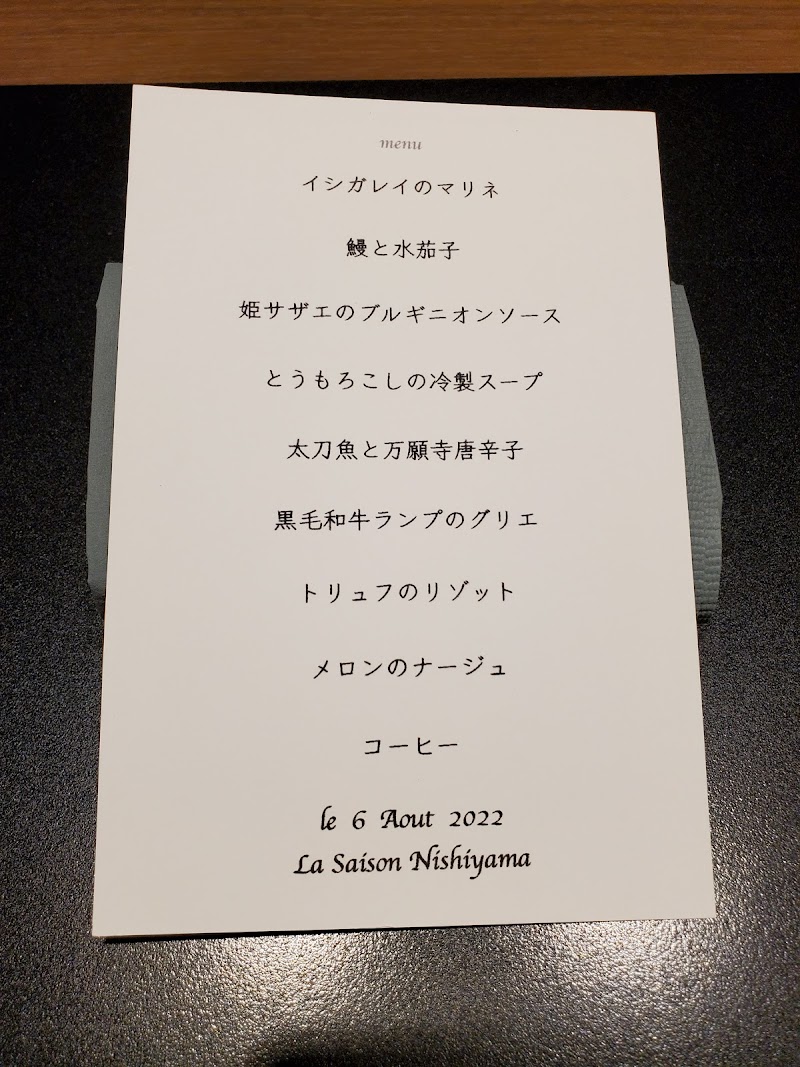 menu
イシガレイのマリネ
鰻と水茄子
姫サザエのブルギニオンソース
とうもろこしの冷製スープ
太刀魚と万願寺唐辛子
黒毛和牛ランプのグリエ
トリュフのリゾット
メロンのナージュ
コーヒー
le 6 Aout 2022
La Saison Nishiyama